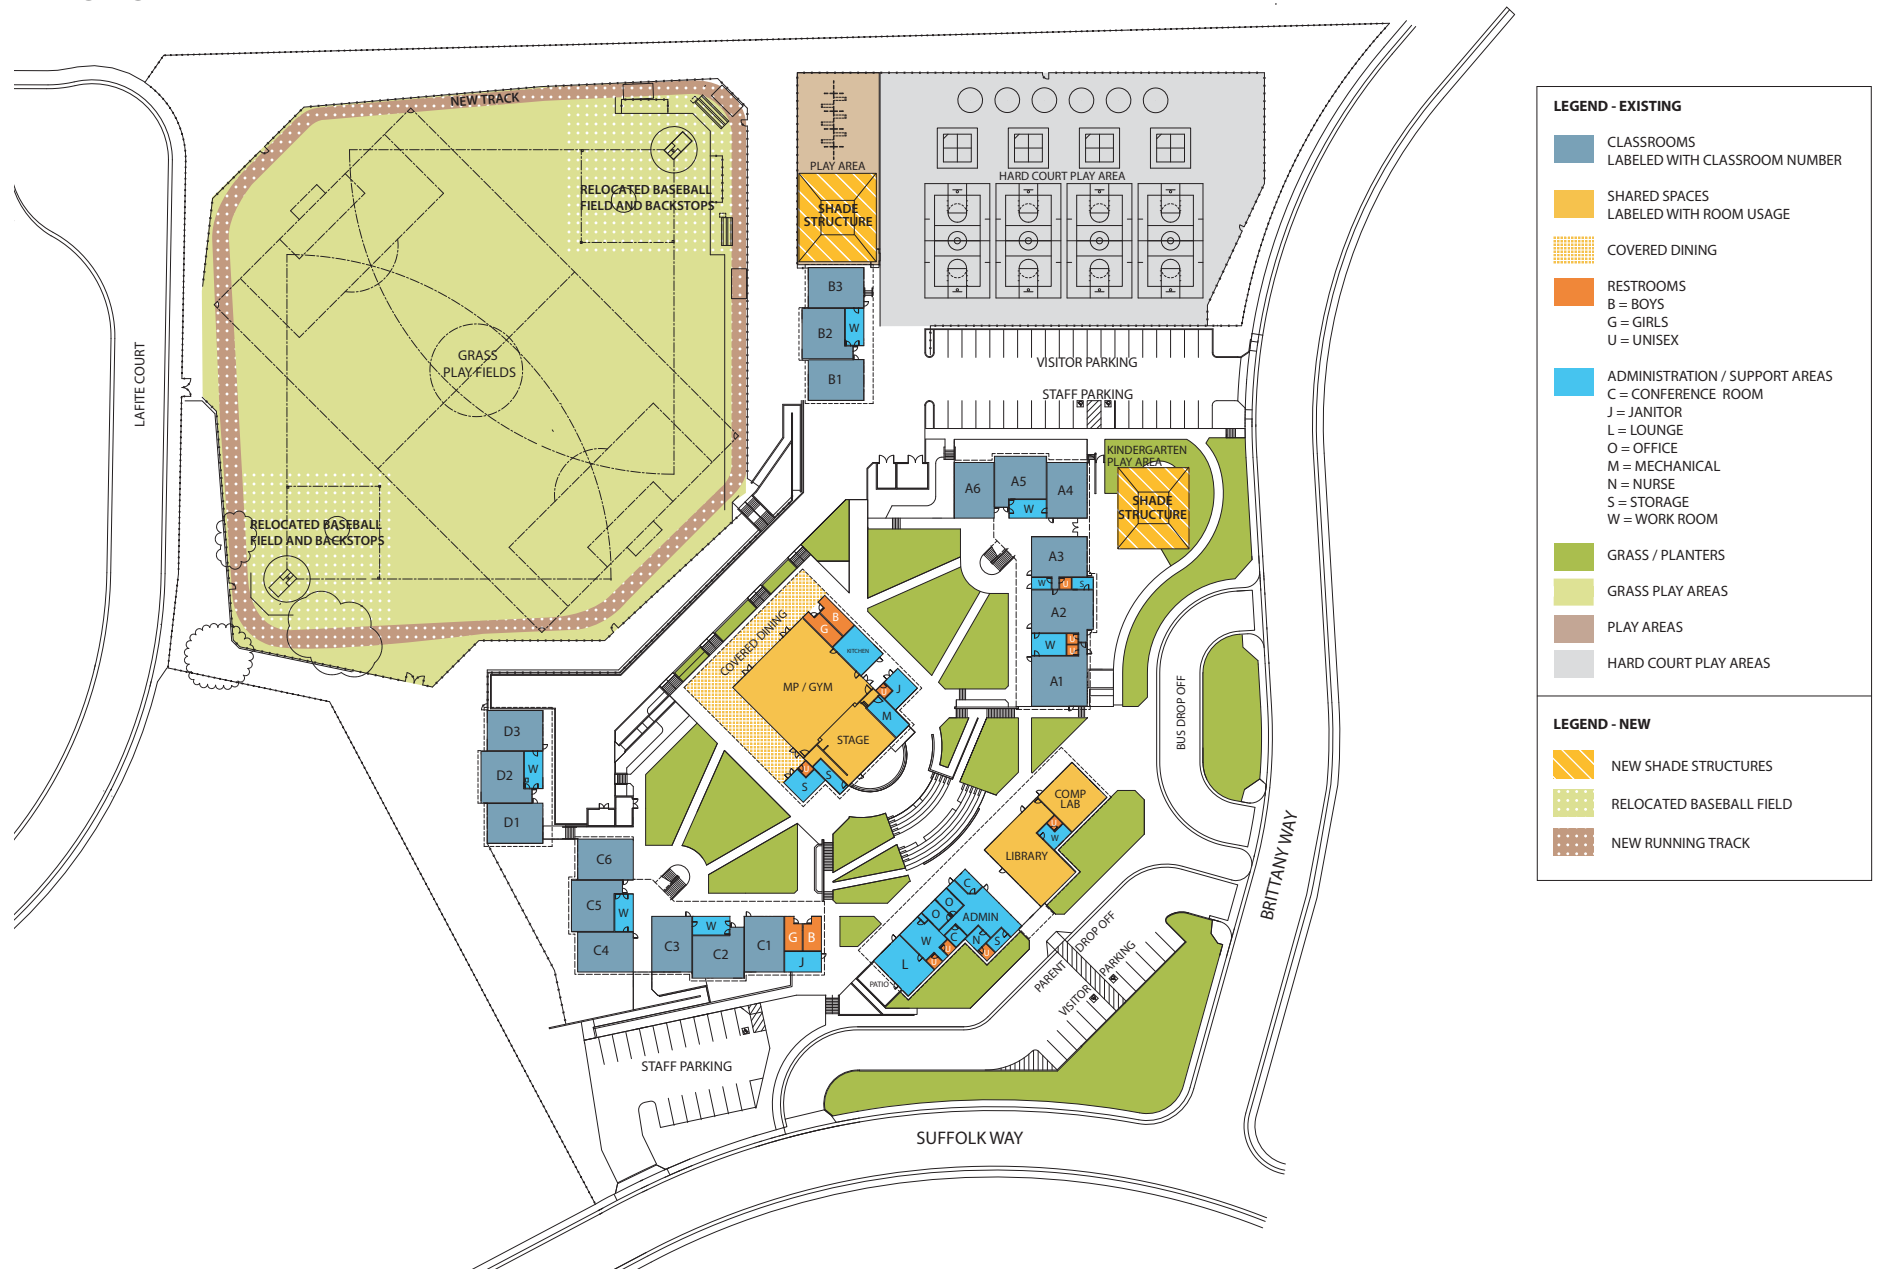 NEW TRACK
RELOCATED BASEBALL
FIELD AND BACKSTOPS
PLAY AREA
SHADE
STRUCTURE
HARD COURT PLAY AREA
B3
B2
W
B1
GRASS
PLAY FIELDS
LAFITE COURT
VISITOR PARKING
STAFF PARKING
KINDERGARTEN
PLAY AREA
SHADE
STRUCTURE
A6
A5
A4
W
RELOCATED BASEBALL
FIELD AND BACKSTOPS
A3
W
U
S
A2
W
U
U
A1
COVERED DINING
B
G
KITCHEN
MP / GYM
U
J
M
STAGE
U
S
S
BUS DROP OFF
D3
D2
W
D1
COMP
LAB
U
W
LIBRARY
C6
C5
W
C4
C3
W
C2
C1
G
B
J
C
O
O
ADMIN
W
C
N
S
U
U
U
L
PATIO
PARENT DROP OFF
VISITOR PARKING
BRITTANY WAY
STAFF PARKING
SUFFOLK WAY
LEGEND - EXISTING
CLASSROOMS
LABELED WITH CLASSROOM NUMBER
SHARED SPACES
LABELED WITH ROOM USAGE
COVERED DINING
RESTROOMS
B = BOYS
G = GIRLS
U = UNISEX
ADMINISTRATION / SUPPORT AREAS
C = CONFERENCE ROOM
J = JANITOR
L = LOUNGE
O = OFFICE
M = MECHANICAL
N = NURSE
S = STORAGE
W = WORK ROOM
GRASS / PLANTERS
GRASS PLAY AREAS
PLAY AREAS
HARD COURT PLAY AREAS
LEGEND - NEW
NEW SHADE STRUCTURES
RELOCATED BASEBALL FIELD
NEW RUNNING TRACK